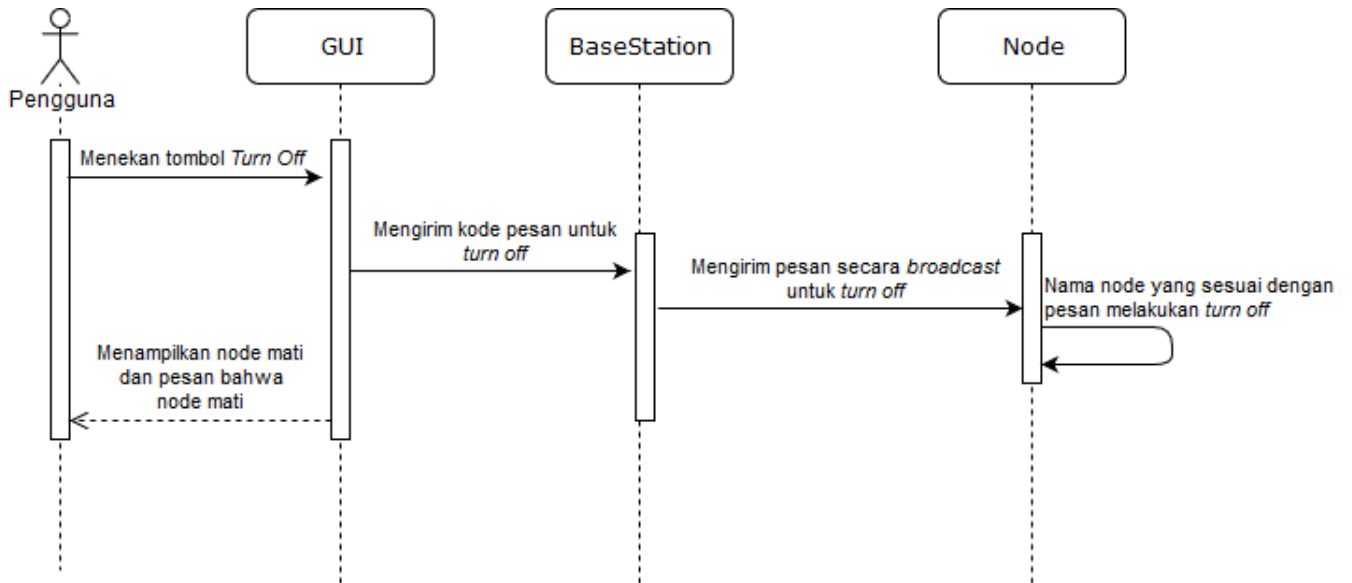 Pengguna
GUI
BaseStation
Node
Menekan tombol Turn Off
Mengirim kode pesan untuk
turn off
Mengirim pesan secara broadcast
untuk turn off
Nama node yang sesuai dengan
pesan melakukan turn off
Menampilkan node mati
dan pesan bahwa
node mati